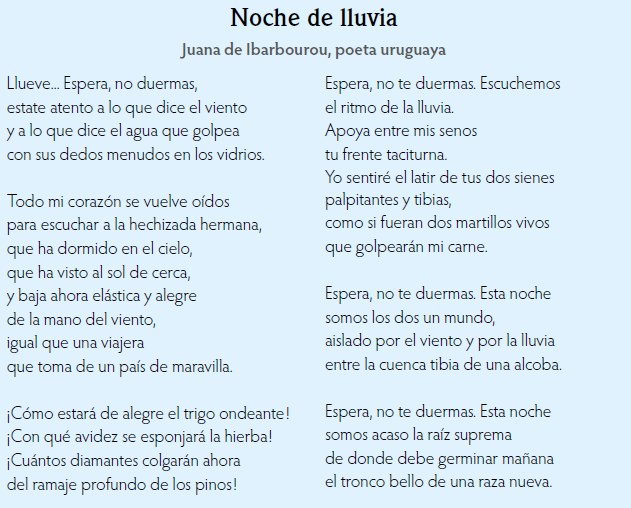 Noche de lluvia
Juana de Ibarbourou, poeta uruguaya
Llueve... Espera, no duermas,
estate atento a lo que dice el viento
y a lo que dice el agua que golpea
con sus dedos menudos en los vidrios.
Todo mi corazón se vuelve oídos
para escuchar a la hechizada hermana,
que ha dormido en el cielo,
que ha visto al sol de cerca,
y baja ahora elástica y alegre
de la mano del viento,
igual que una viajera
que toma de un país de maravilla.
¡Cómo estará de alegre el trigo ondeante!
¡Con qué avidez se esponjará la hierba!
¡Cuántos diamantes colgarán ahora
del ramaje profundo de los pinos!
Espera, no te duermas. Escuchemos
el ritmo de la lluvia.
Apoya entre mis senos
tu frente taciturna.
Yo sentiré el latir de tus dos sienes
palpitantes y tibias,
como si fueran dos martillos vivos
que golpearán mi carne.
Espera, no te duermas. Esta noche
somos los dos un mundo,
aislado por el viento y por la lluvia
entre la cuenca tibia de una alcoba.
Espera, no te duermas. Esta noche
somos acaso la raíz suprema
de donde debe germinar mañana
el tronco bello de una raza nueva.